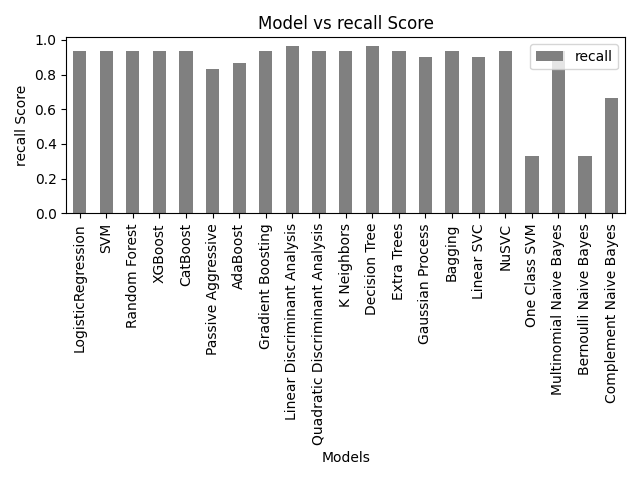 Model vs recall Score
recall
recall Score
1.0
0.8
0.6
0.4
0.2
0.0
LogisticRegression
SVM
Random Forest
XGBoost
CatBoost
Passive Aggressive
AdaBoost
Gradient Boosting
Linear Discriminant Analysis
Quadratic Discriminant Analysis
K Neighbors
Decision Tree
Extra Trees
Gaussian Process
Bagging
Linear SVC
NuSVC
One Class SVM
Multinomial Naive Bayes
Bernoulli Naive Bayes
Complement Naive Bayes
Models